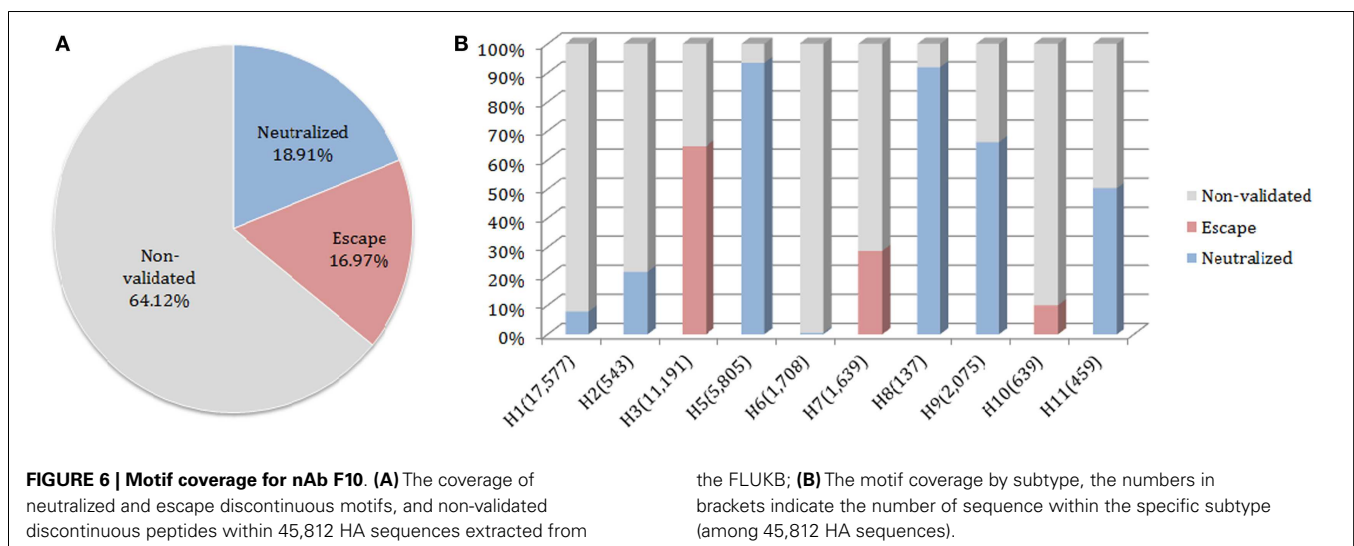 A
Neutralized
18.91%
Escape
16.97%
Non-
validated
64.12%
B
100%
90%
80%
70%
60%
50%
40%
30%
20%
10%
0%
H1(17,577)
H2(543)
H3(11,191)
H5(5,805)
H6(1,708)
H7(1,639)
H8(137)
H9(2,075)
H10(639)
H11(459)
Non-validated
Escape
Neutralized
FIGURE 6 | Motif coverage for nAb F10. (A) The coverage of
neutralized and escape discontinuous motifs, and non-validated
discontinuous peptides within 45,812 HA sequences extracted from
the FLUKB; (B) The motif coverage by subtype, the numbers in
brackets indicate the number of sequence within the specific subtype
(among 45,812 HA sequences).